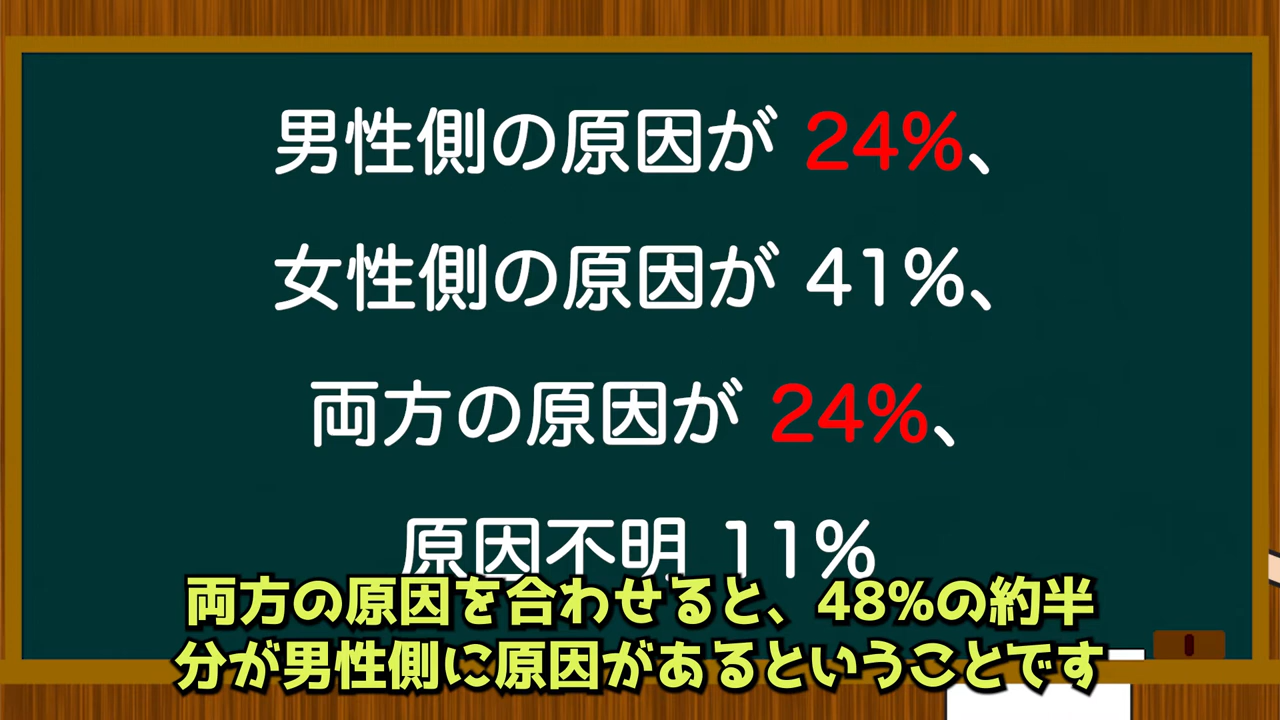 男性側の原因が 24%、
女性側の原因が 41%、
両方の原因が 24%、
原因不明 11%
両方の原因を合わせると、48%の約半
分が男性側に原因があるということです